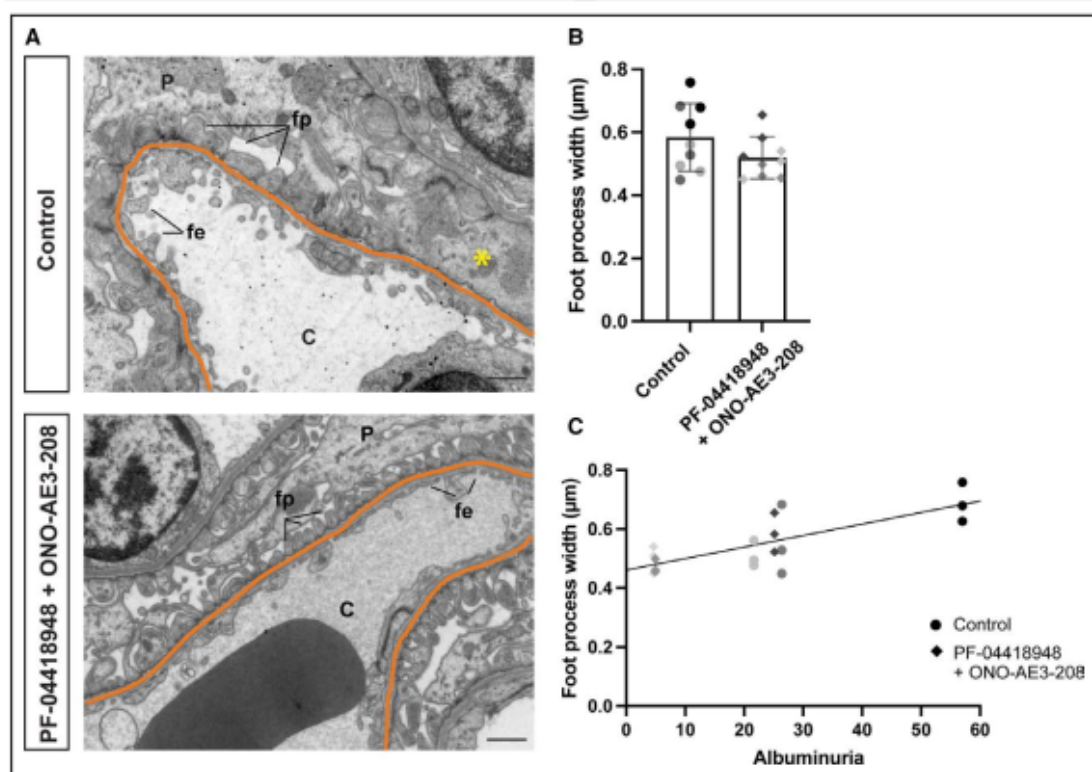 A
Control
P
fp
fe
*
C
PF-04418948 + ONO-AE3-208
P
fp
fe
C
B
Foot process width (µm)
0.8
0.6
0.4
0.2
0.0
Control
PF-04418948
+ ONO-AE3-208
C
Foot process width (µm)
0.8
0.6
0.4
0.2
0.0
0 10 20 30 40 50 60
Albuminuria
Control
PF-04418948
+ ONO-AE3-208